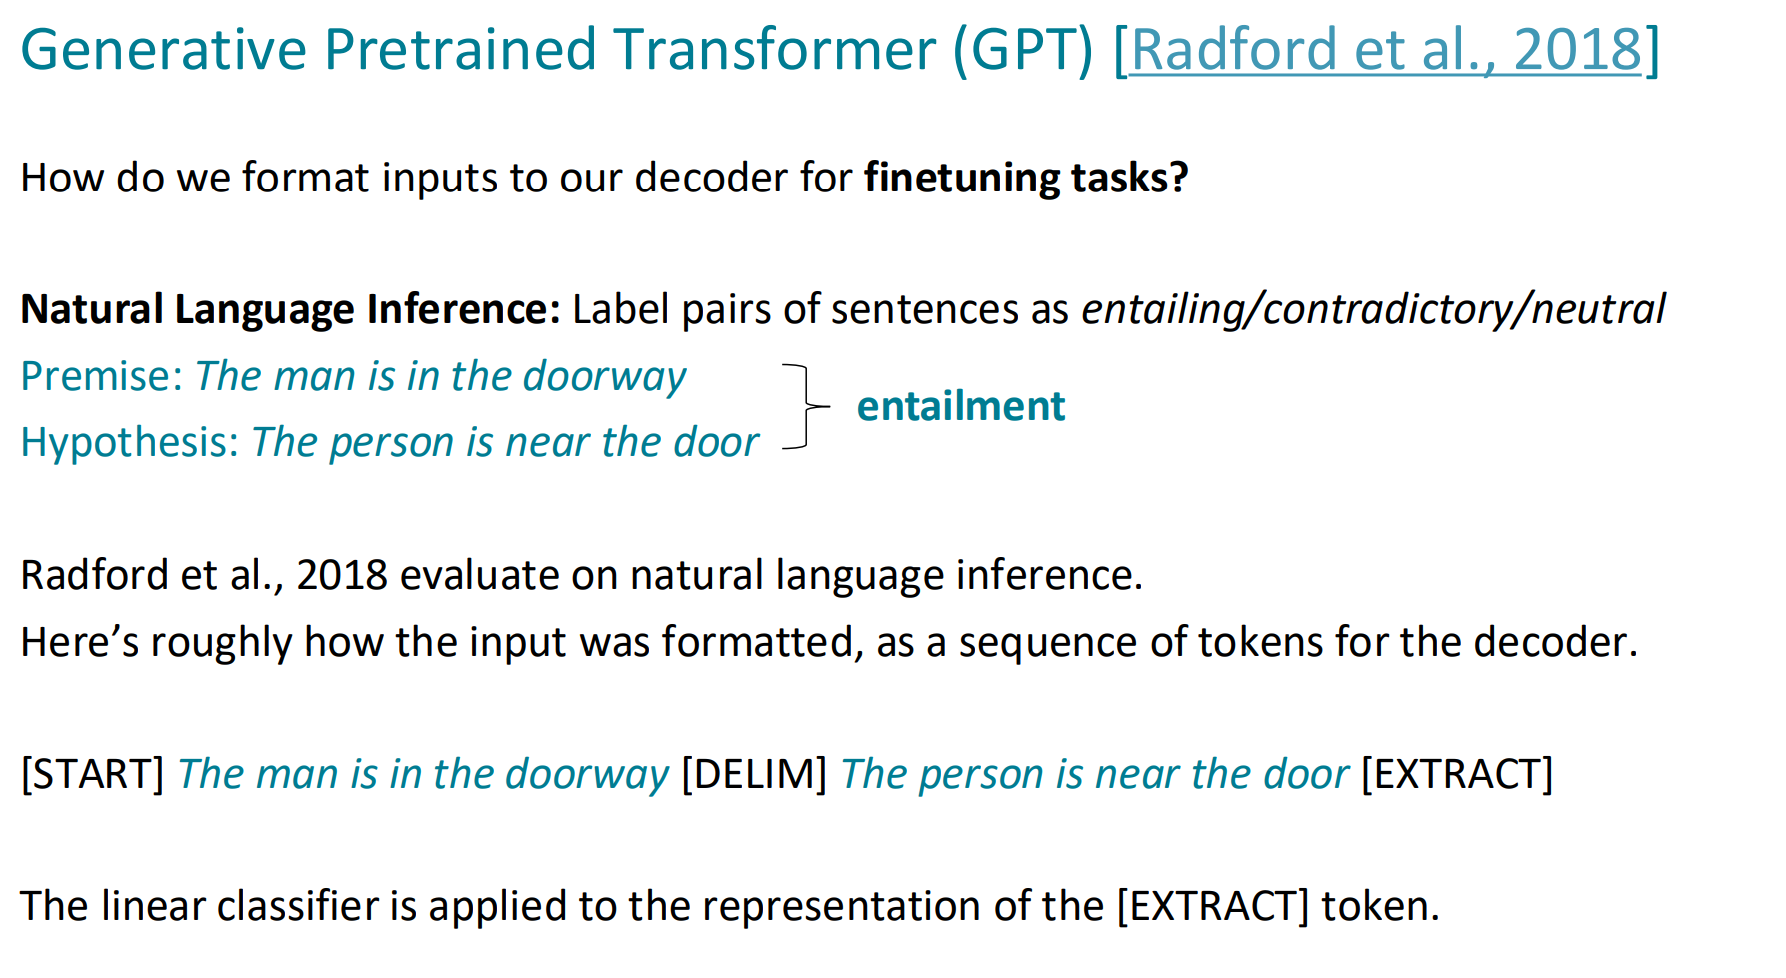 Generative Pretrained Transformer (GPT) [Radford et al., 2018]
How do we format inputs to our decoder for finetuning tasks?
Natural Language Inference: Label pairs of sentences as entailing/contradictory/neutral
Premise: The man is in the doorway
entailment
Hypothesis: The person is near the door
Radford et al., 2018 evaluate on natural language inference.
Here’s roughly how the input was formatted, as a sequence of tokens for the decoder.
[START] The man is in the doorway [DELIM] The person is near the door [EXTRACT]
The linear classifier is applied to the representation of the [EXTRACT] token.